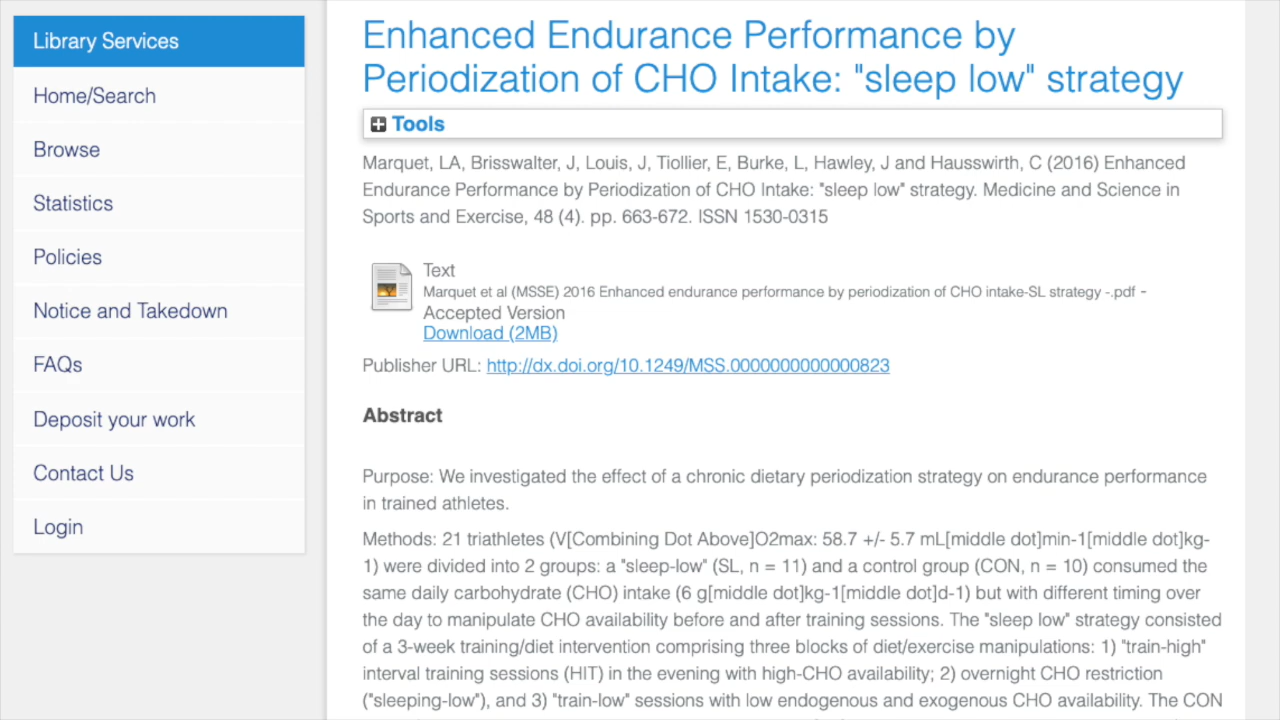 Library Services
Home/Search
Browse
Statistics
Policies
Notice and Takedown
FAQs
Deposit your work
Contact Us
Login
Enhanced Endurance Performance by
Periodization of CHO Intake: "sleep low" strategy
Tools
Marquet, LA, Brisswalter, J, Louis, J, Tiollier, E, Burke, L, Hawley, J and Hausswirth, C (2016) Enhanced
Endurance Performance by Periodization of CHO Intake: "sleep low" strategy. Medicine and Science in
Sports and Exercise, 48 (4). pp. 663-672. ISSN 1530-0315
Text
Marquet et al (MSSE) 2016 Enhanced endurance performance by periodization of CHO intake-SL strategy -.pdf -
Accepted Version
Download (2MB)
Publisher URL: http://dx.doi.org/10.1249/MSS.0000000000000823
Abstract
Purpose: We investigated the effect of a chronic dietary periodization strategy on endurance performance
in trained athletes.
Methods: 21 triathletes (V[Combining Dot Above]O2max: 58.7 +/- 5.7 mL[middle dot]min-1[middle dot]kg-
1) were divided into 2 groups: a "sleep-low" (SL, n = 11) and a control group (CON, n = 10) consumed the
same daily carbohydrate (CHO) intake (6 g[middle dot]kg-1[middle dot]d-1) but with different timing over
the day to manipulate CHO availability before and after training sessions. The "sleep low" strategy consisted
of a 3-week training/diet intervention comprising three blocks of diet/exercise manipulations: 1) "train-high"
interval training sessions (HIT) in the evening with high-CHO availability; 2) overnight CHO restriction
("sleeping-low"), and 3) "train-low" sessions with low endogenous and exogenous CHO availability. The CON